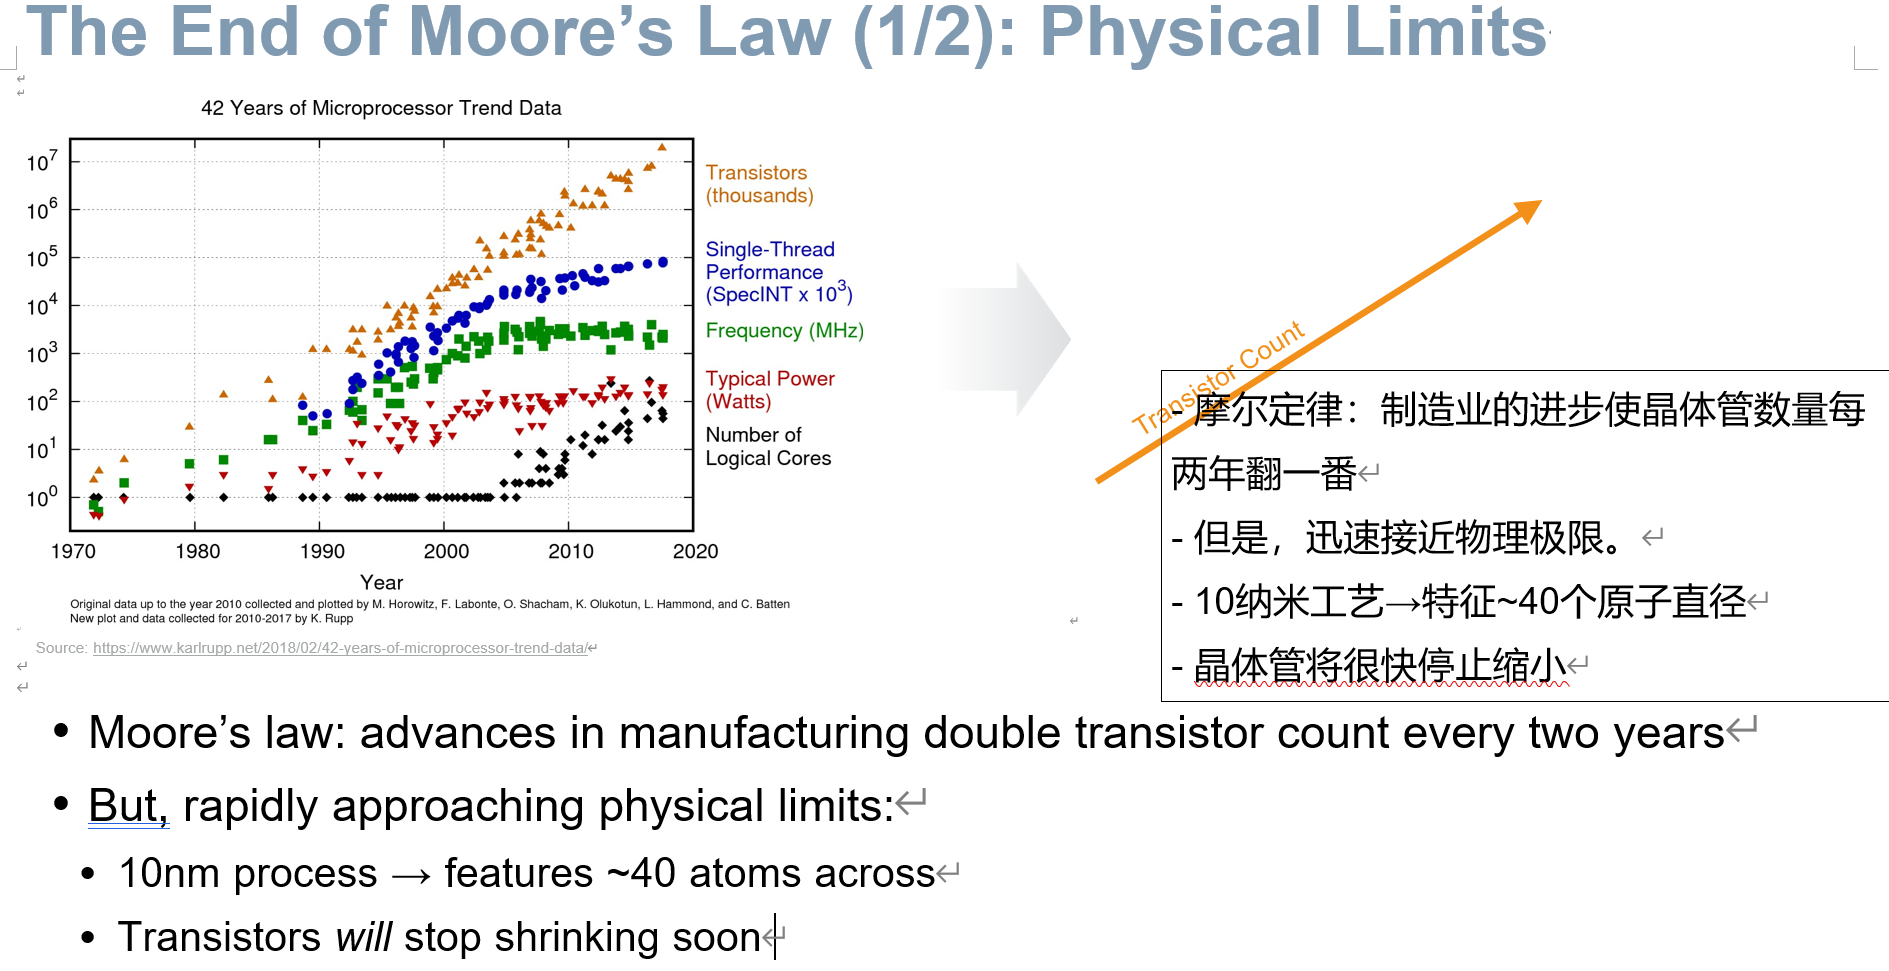 The End of Moore’s Law (1/2): Physical Limits
42 Years of Microprocessor Trend Data
10^7
10^6
10^5
10^4
10^3
10^2
10^1
10^0
1970 1980 1990 2000 2010 2020
Year
Transistors
(thousands)
Single-Thread
Performance
(SpecINT x 10^3)
Frequency (MHz)
Typical Power
(Watts)
Number of
Logical Cores
Original data up to the year 2010 collected and plotted by M. Horowitz, F. Labonte, O. Shacham, K. Olukotun, L. Hammond, and C. Batten
New plot and data collected for 2010-2017 by K. Rupp
Source: https://www.karlrupp.net/2018/02/42-years-of-microprocessor-trend-data/
Transistor Count
- 摩尔定律：制造业的进步使晶体管数量每
两年翻一番
- 但是，迅速接近物理极限。
- 10纳米工艺→特征~40个原子直径
- 晶体管将很快停止缩小
• Moore’s law: advances in manufacturing double transistor count every two years
• But, rapidly approaching physical limits:
• 10nm process → features ~40 atoms across
• Transistors will stop shrinking soon